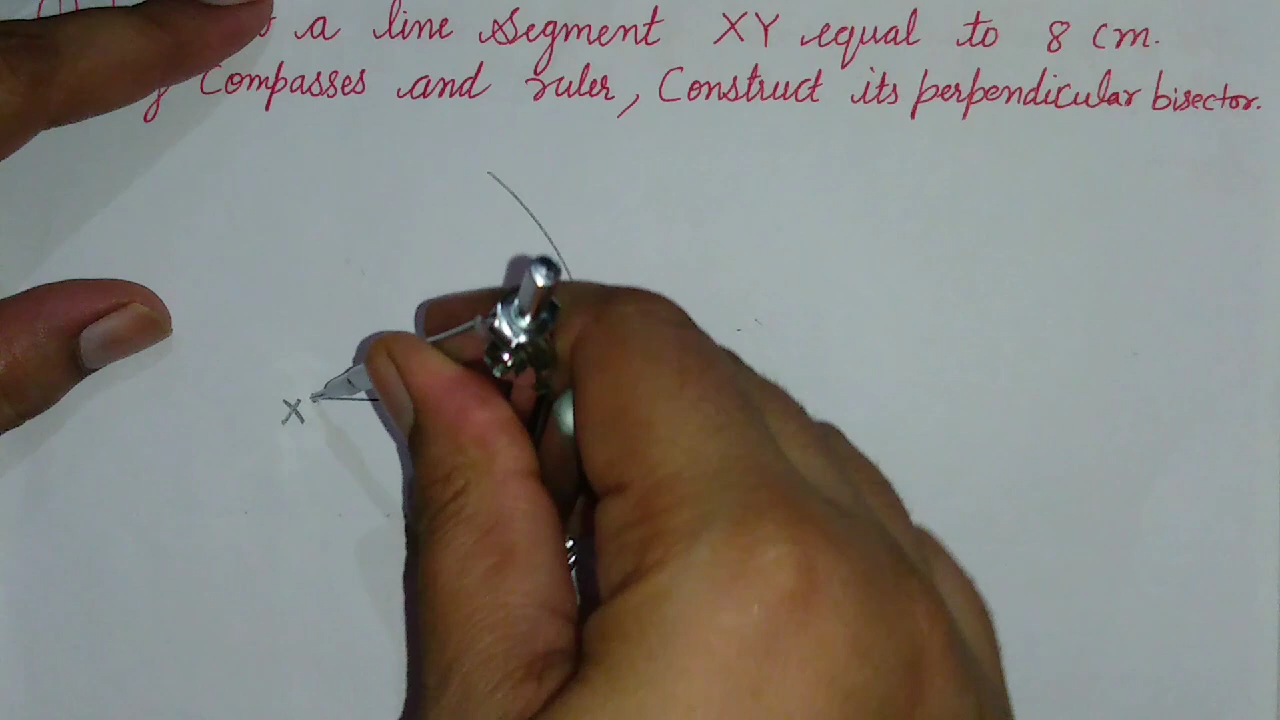 a line Segment XY equal to 8 cm.
Compasses and ruler, Construct its perpendicular bisector.
X